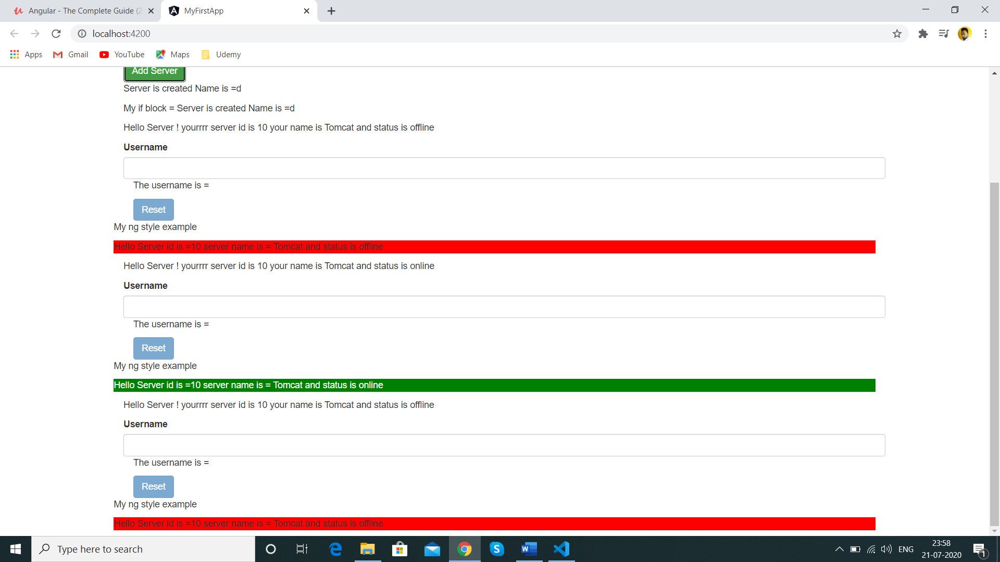 Angular - The Complete Guide (2
MyFirstApp
localhost:4200
Apps
Gmail
YouTube
Maps
Udemy
Add Server
Server is created Name is =d
My if block = Server is created Name is =d
Hello Server ! yourrrr server id is 10 your name is Tomcat and status is offline
Username
The username is =
Reset
My ng style example
Hello Server id is =10 server name is = Tomcat and status is offline
Hello Server ! yourrrr server id is 10 your name is Tomcat and status is online
Username
The username is =
Reset
My ng style example
Hello Server id is =10 server name is = Tomcat and status is online
Hello Server ! yourrrr server id is 10 your name is Tomcat and status is offline
Username
The username is =
Reset
My ng style example
Hello Server id is =10 server name is = Tomcat and status is offline
Type here to search
ENG
23:58
21-07-2020
1